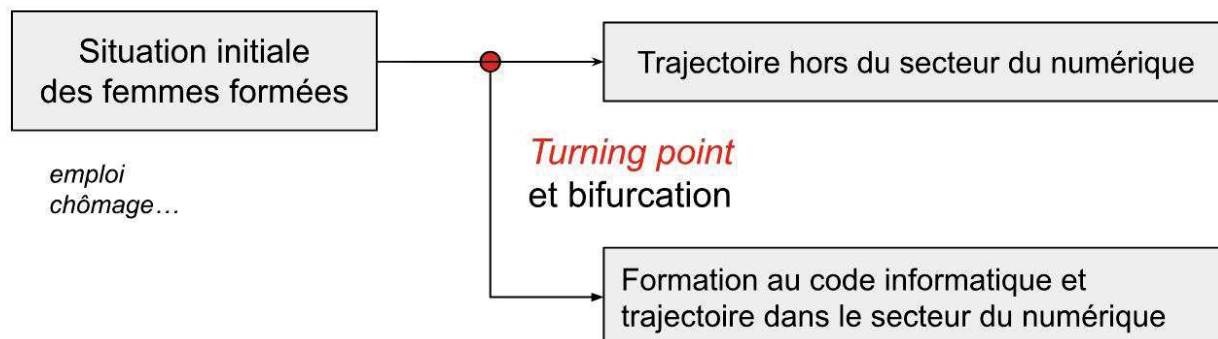 Situation initiale
des femmes formées
Trajectoire hors du secteur du numérique
emploi
chômage…
Turning point
et bifurcation
Formation au code informatique et
trajectoire dans le secteur du numérique